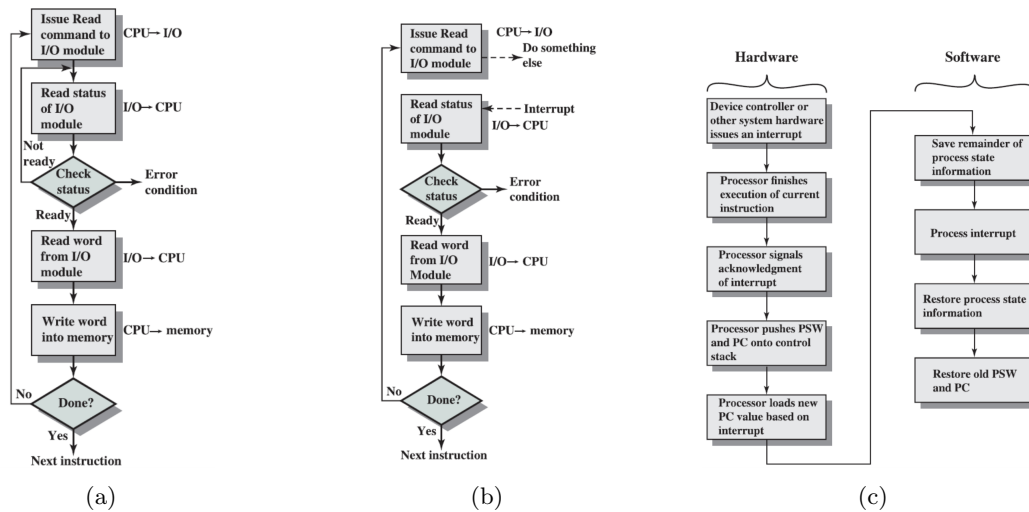 Issue Read
command to
I/O module
CPU→I/O
Read status
of I/O
module
I/O→CPU
Not
ready
Check
status
Error
condition
Ready
Read word
from I/O
module
I/O→CPU
Write word
into memory
CPU→memory
No
Done?
Yes
Next instruction
(a)
Issue Read
command to
I/O module
CPU→I/O
Do something
else
Read status
of I/O
module
Interrupt
I/O→CPU
Check
status
Error
condition
Ready
Read word
from I/O
Module
I/O→CPU
Write word
into memory
CPU→memory
No
Done?
Yes
Next instruction
(b)
Hardware
Device controller or
other system hardware
issues an interrupt
Processor finishes
execution of current
instruction
Processor signals
acknowledgment
of interrupt
Processor pushes PSW
and PC onto control
stack
Processor loads new
PC value based on
interrupt
Software
Save remainder of
process state
information
Process interrupt
Restore process state
information
Restore old PSW
and PC
(c)